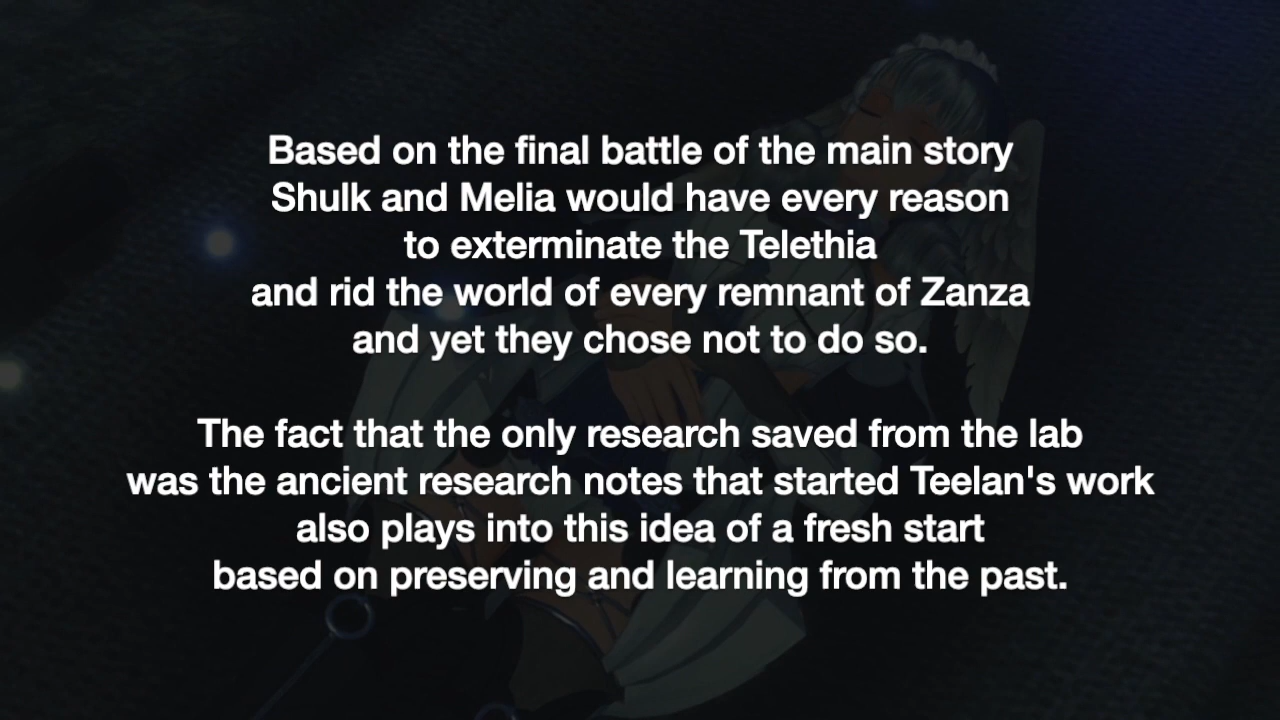 Based on the final battle of the main story
Shulk and Melia would have every reason
to exterminate the Telethia
and rid the world of every remnant of Zanza
and yet they chose not to do so.
The fact that the only research saved from the lab
was the ancient research notes that started Teelan's work
also plays into this idea of a fresh start
based on preserving and learning from the past.